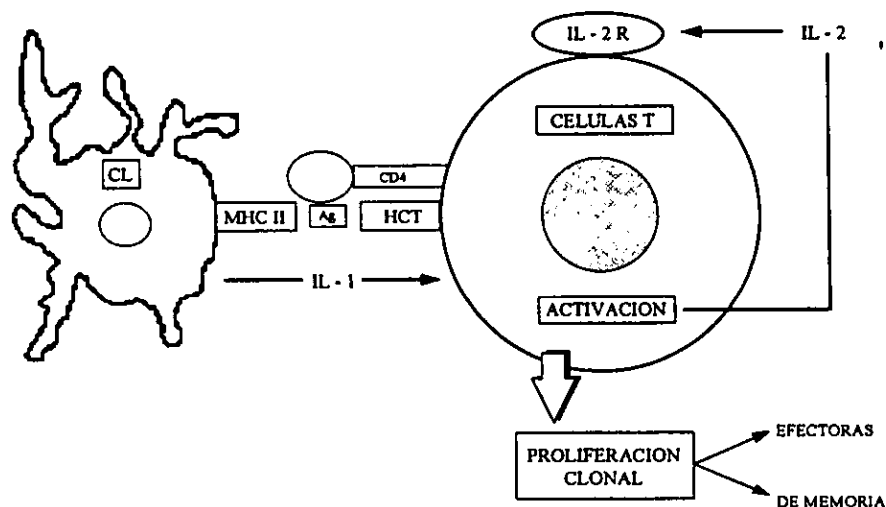 IL - 2 R
IL - 2
CELULAS T
CL
CD4
MHC II
Ag
HCT
IL - 1
ACTIVACION
PROLIFERACION
CLONAL
EFECTORAS
DE MEMORIA